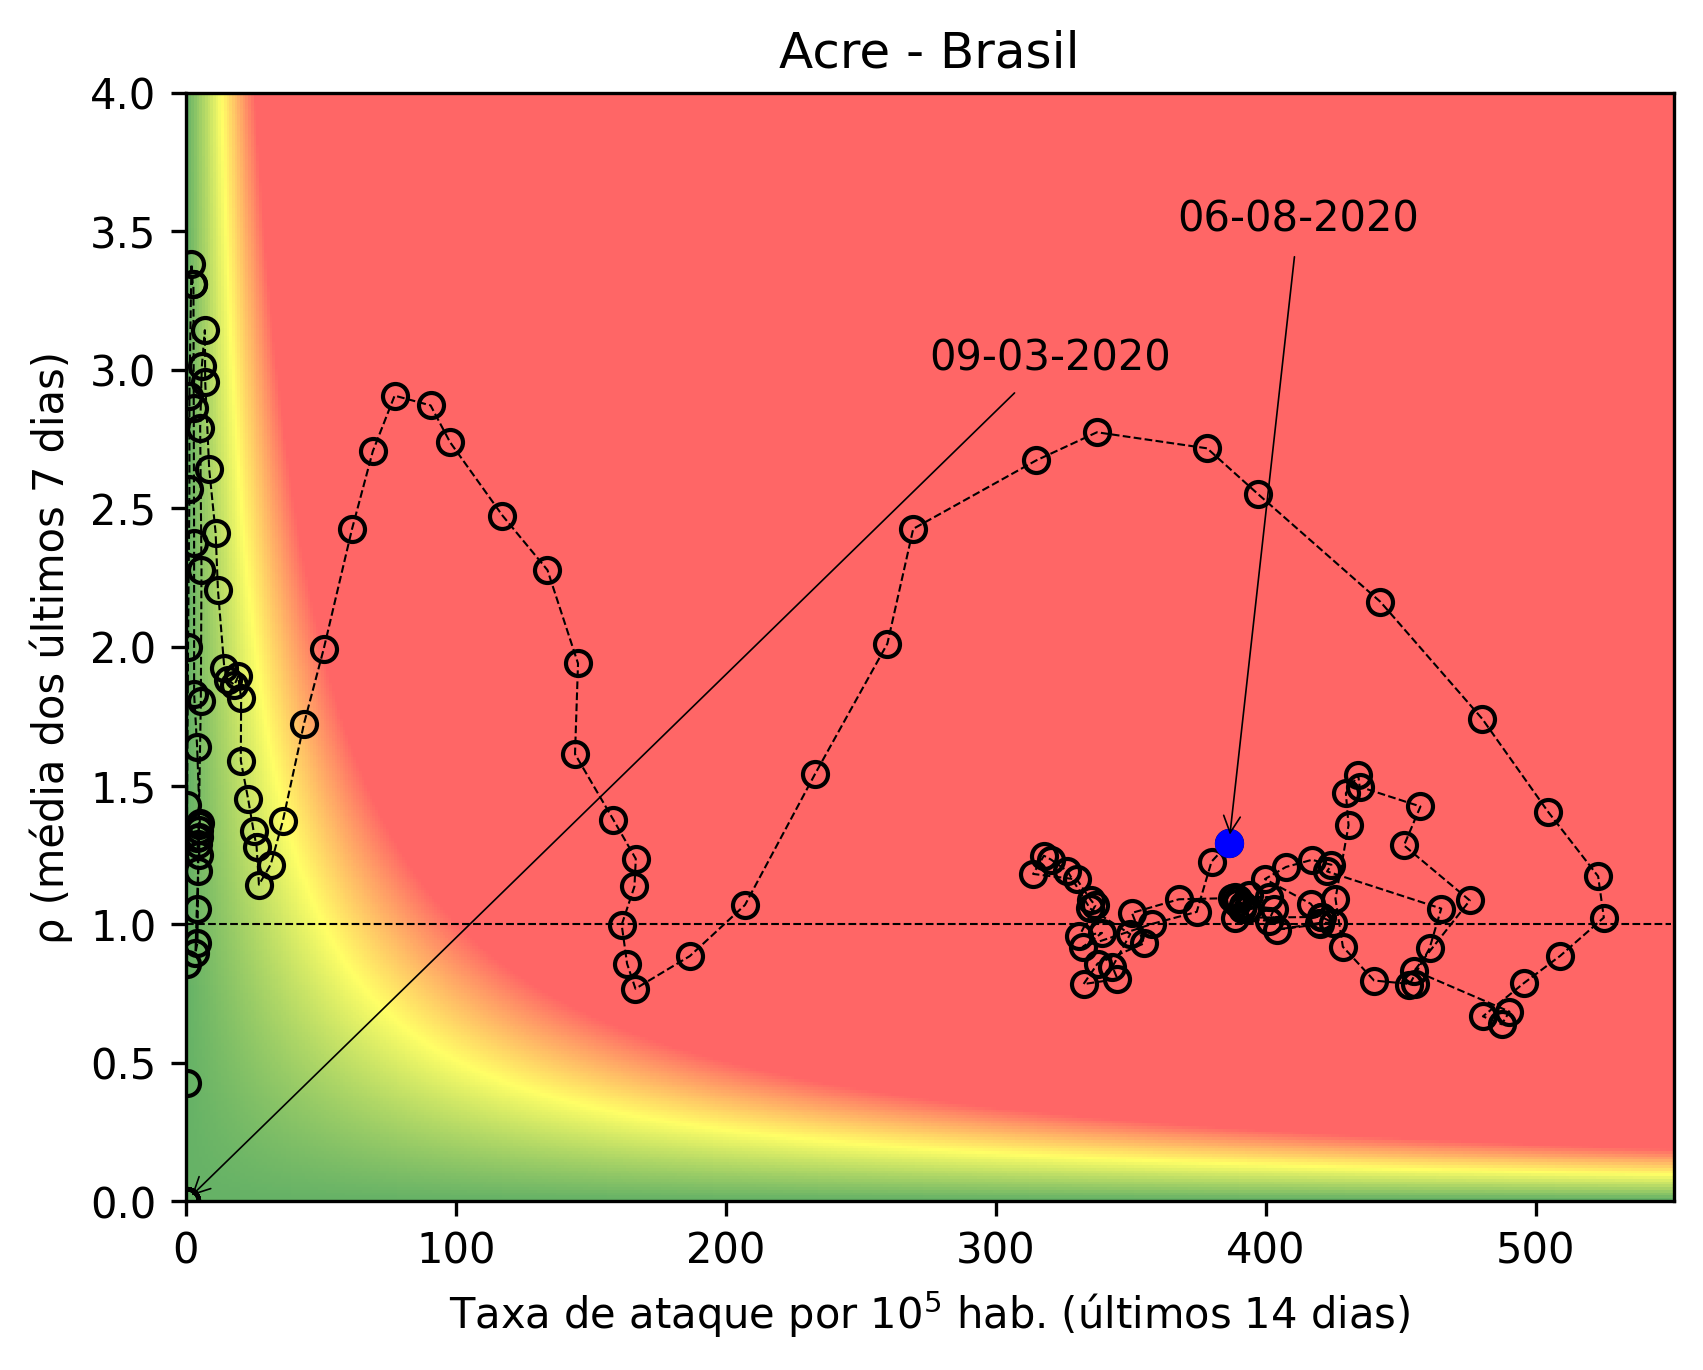 Acre - Brasil
4.0
3.5
3.0
2.5
2.0
1.5
1.0
0.5
0.0
ρ (média dos últimos 7 dias)
06-08-2020
09-03-2020
0 100 200 300 400 500
Taxa de ataque por 10⁵ hab. (últimos 14 dias)